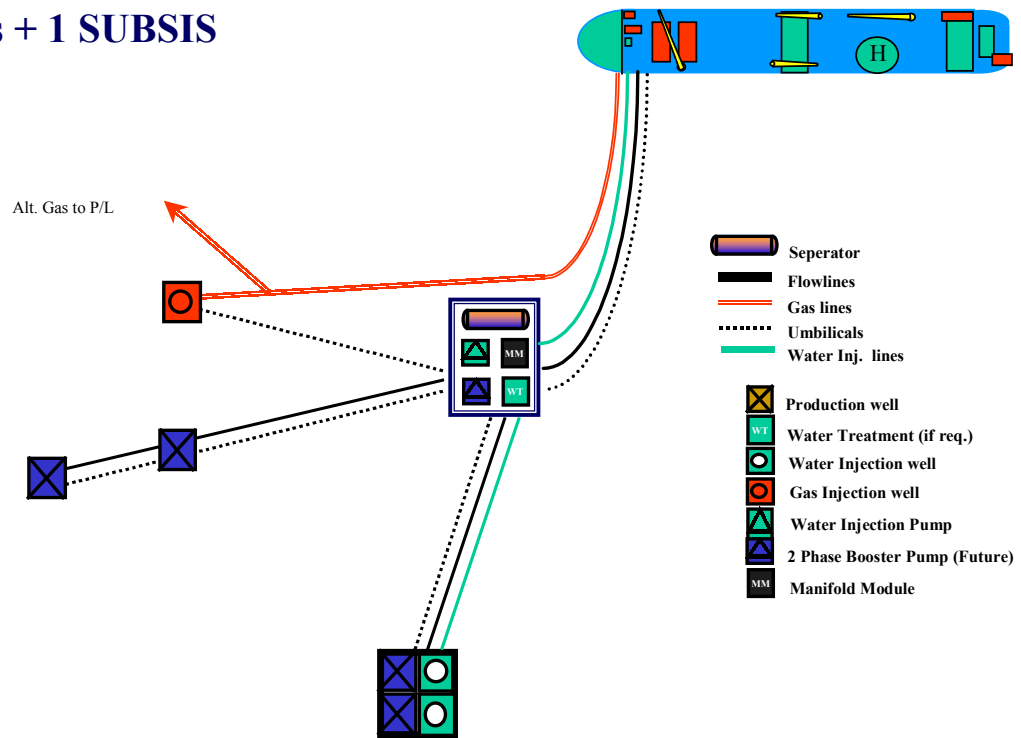 s + 1 SUBSIS
H
Alt. Gas to P/L
Seperator
Flowlines
Gas lines
Umbilicals
Water Inj. lines
MM
WT
Production well
WT
Water Treatment (if req.)
Water Injection well
Gas Injection well
Water Injection Pump
2 Phase Booster Pump (Future)
MM
Manifold Module